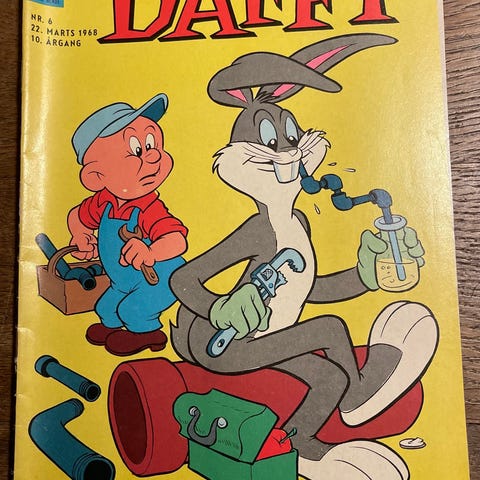 DAFFY
NR. 6
22. MARTS 1968
10. ÅRGANG